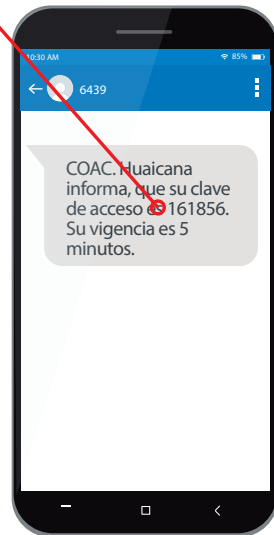 10:30 AM
85%
6439
COAC. Huaicana
informa, que su clave
de acceso es 161856.
Su vigencia es 5
minutos.